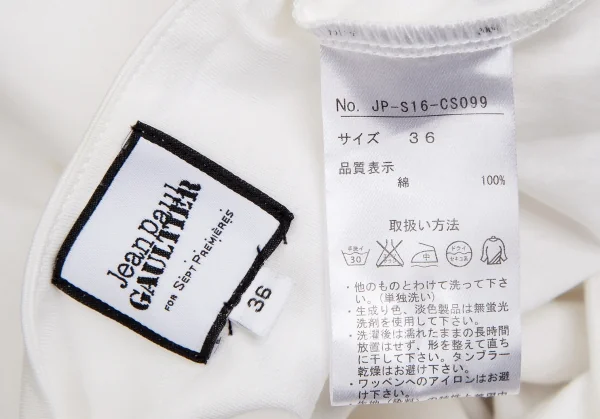 Jean Paul
GAULTIER
FOR SEPT PREMIÈRES
36
No. JP-S16-CS099
サイズ 36
品質表示
綿 100%
取扱い方法
30 中 ドライ
・他のものとわけて洗って下さ
い。(単独洗い)
・生成り色、淡色製品は無蛍光
洗剤を使用して下さい。
・洗濯後は濡れたままの長時間
放置はせず、形を整えて直ち
に干して下さい。タンブラー
乾燥はお避け下さい。
・ワッペンへのアイロンはお避
け下さい。